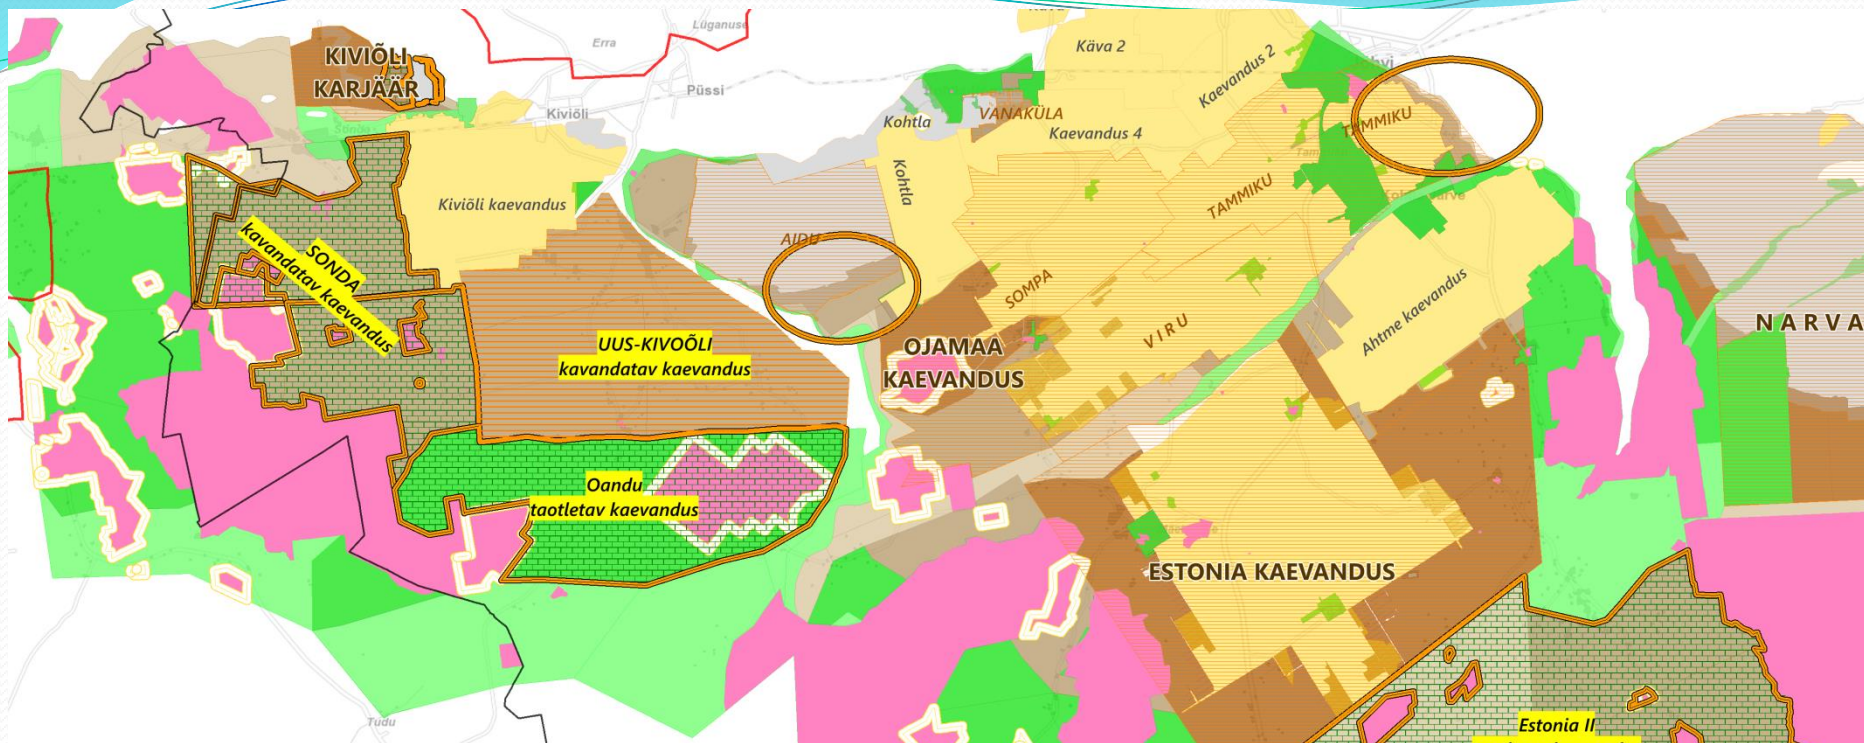 Lüganuse
Erra
Käva 2
KIVIÕLI
KARJÄÄR
Kaevandus 2
Püssi
Kiviõli
VANAKÜLA
Kohtla
Kaevandus 4
TAMMIKU
Kohtla
TAMMIKU
Kiviõli kaevandus
AIDU
SONDA
kavandatav kaevandus
SOMPA
VIRU
Ahtme kaevandus
NARVA
UUS-KIVOÕLI
kavandatav kaevandus
OJAMAA
KAEVANDUS
Oandu
taotletav kaevandus
ESTONIA KAEVANDUS
Tudu
Estonia II